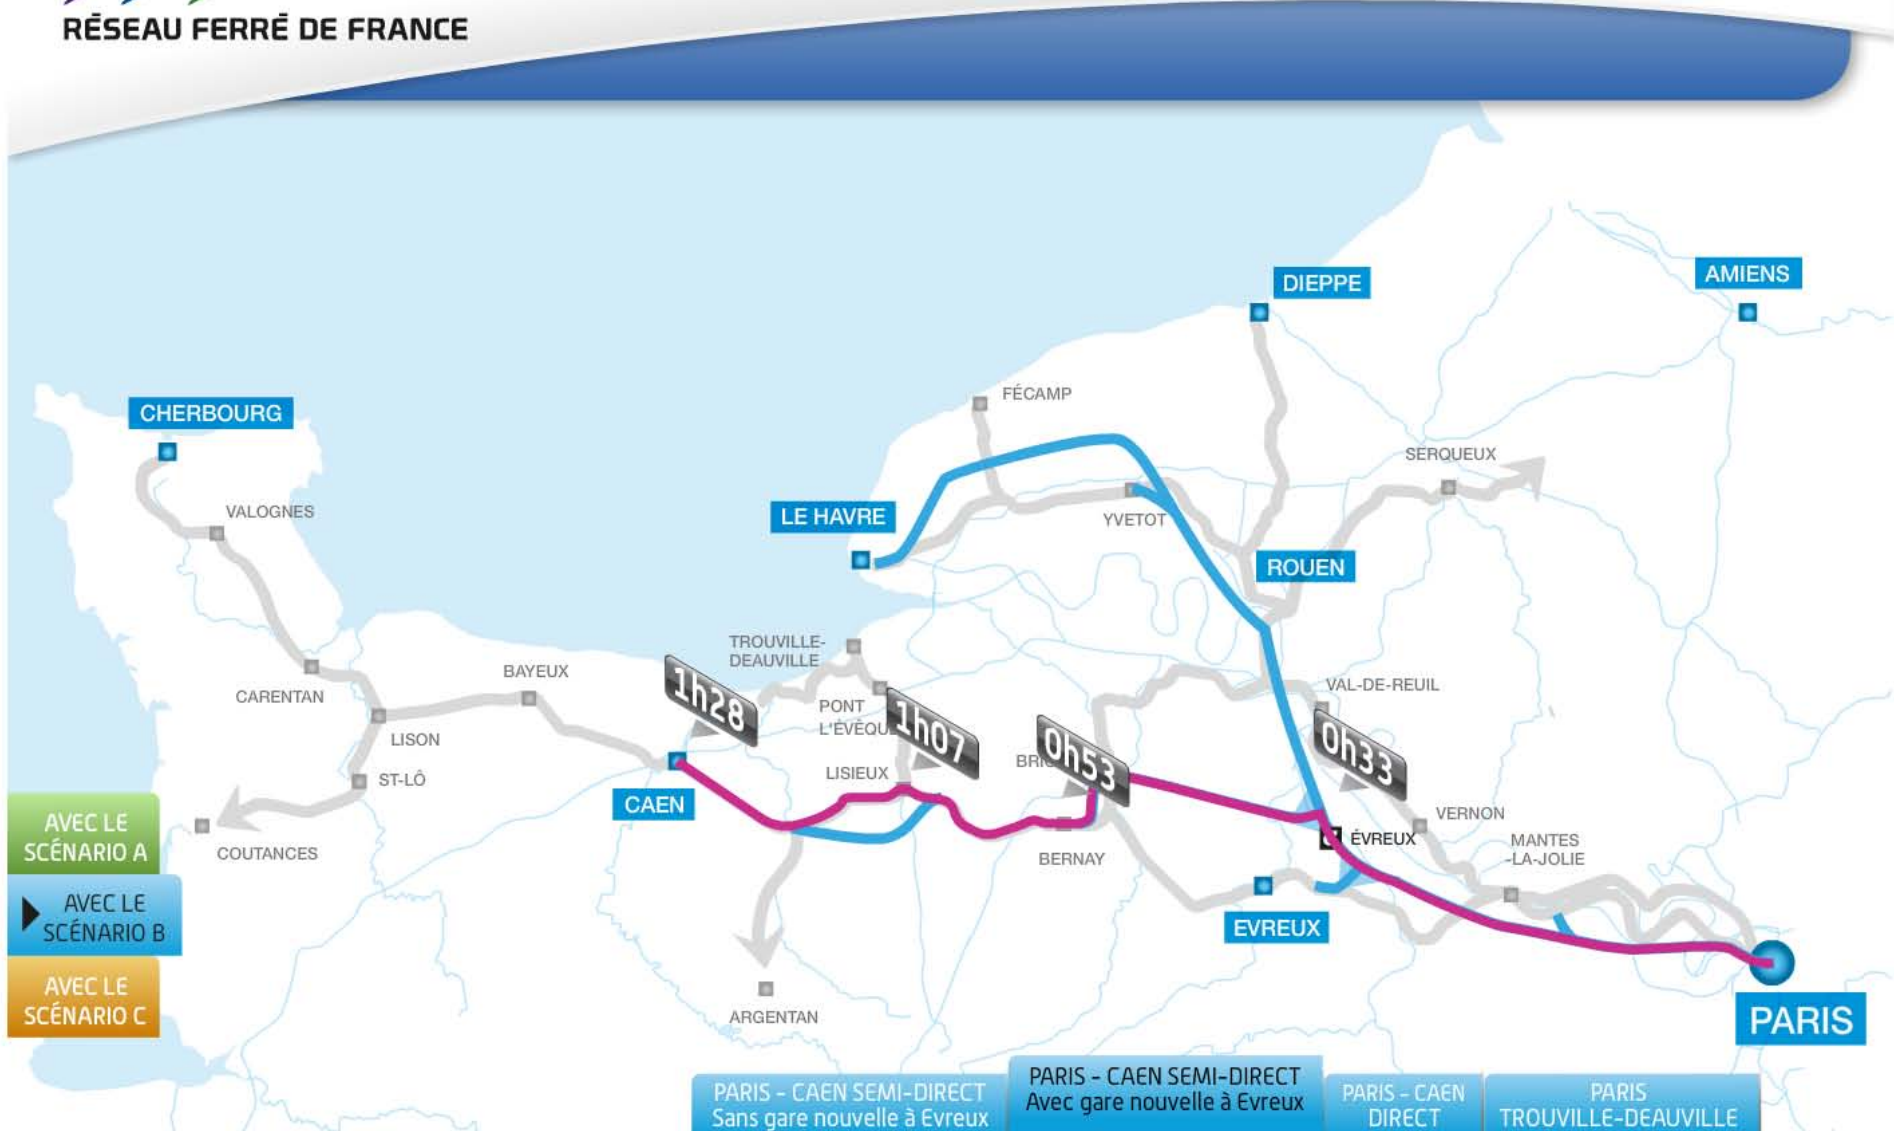 RÉSEAU FERRÉ DE FRANCE
DIEPPE
AMIENS
FÉCAMP
CHERBOURG
SERQUEUX
VALOGNES
LE HAVRE
YVETOT
ROUEN
TROUVILLE-
DEAUVILLE
BAYEUX
VAL-DE-REUIL
CARENTAN
1h28
PONT
L'ÉVÊQU
1h07
0h53
0h33
LISON
LISIEUX
ST-LÔ
CAEN
VERNON
ÉVREUX
MANTES
-LA-JOLIE
COUTANCES
BERNAY
EVREUX
AVEC LE
SCÉNARIO A
AVEC LE
SCÉNARIO B
AVEC LE
SCÉNARIO C
ARGENTAN
PARIS
PARIS - CAEN SEMI-DIRECT
Sans gare nouvelle à Evreux
PARIS - CAEN SEMI-DIRECT
Avec gare nouvelle à Evreux
PARIS - CAEN
DIRECT
PARIS
TROUVILLE-DEAUVILLE